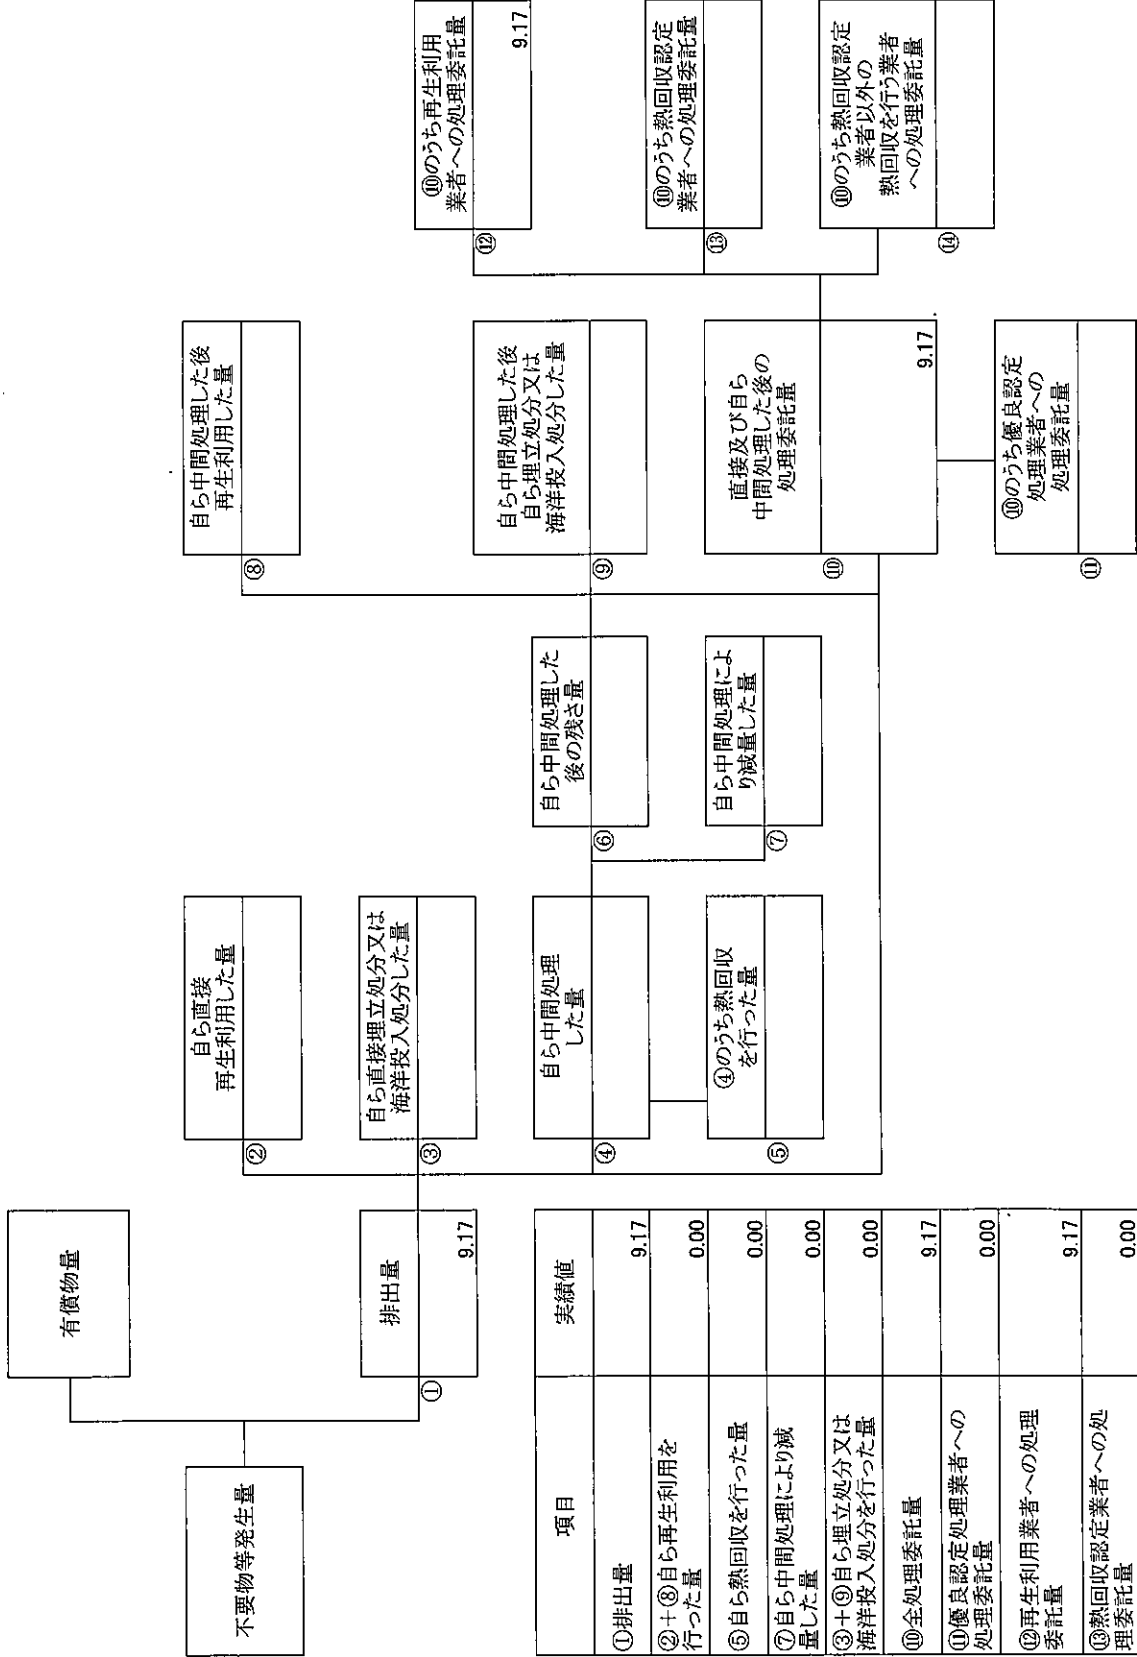 不要物等発生量
有償物量
排出量
①
9.17
自ら直接
再生利用した量
②
自ら直接埋立処分又は
海洋投入処分した量
③
自ら中間処理
した量
④
④のうち熱回収
を行った量
⑤
自ら中間処理した
後の残さ量
⑥
自ら中間処理によ
り減量した量
⑦
自ら中間処理した後
再生利用した量
⑧
自ら中間処理した後
自ら埋立処分又は
海洋投入処分した量
⑨
直接及び自ら
中間処理した後の
処理委託量
⑩
9.17
⑩のうち優良認定
処理業者への
処理委託量
⑪
⑩のうち再生利用
業者への処理委託量
⑫
9.17
⑩のうち熱回収認定
業者への処理委託量
⑬
⑩のうち熱回収認定
業者以外の
熱回収を行う業者
への処理委託量
⑭
項目 実績値
①排出量 9.17
②＋⑧自ら再生利用を
行った量 0.00
⑤自ら熱回収を行った量 0.00
⑦自ら中間処理により減
量した量 0.00
③＋⑨自ら埋立処分又は
海洋投入処分を行った量 0.00
⑩全処理委託量 9.17
⑪優良認定処理業者への
処理委託量 0.00
⑫再生利用業者への処理
委託量 9.17
⑬熱回収認定業者への処
理委託量 0.00